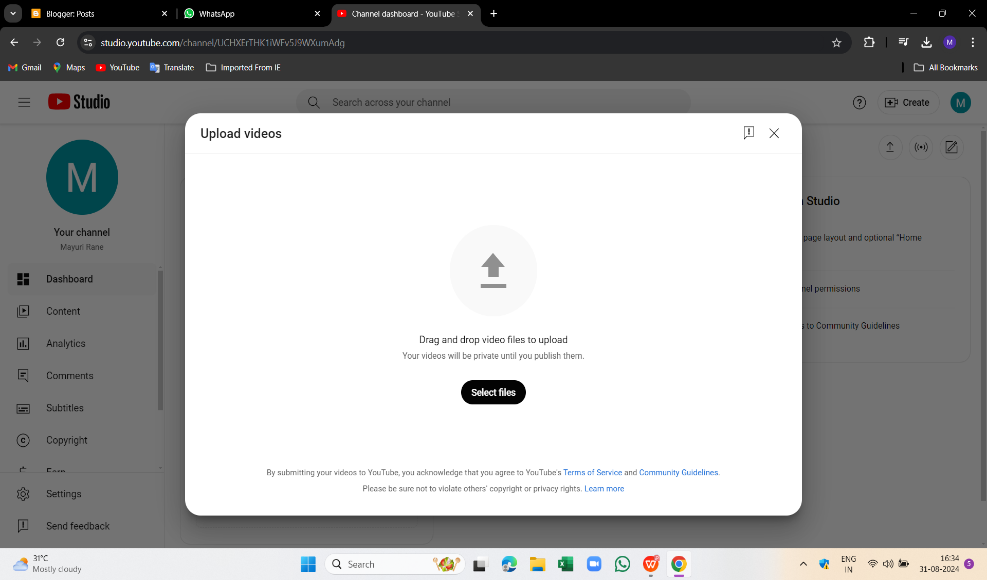 Blogger: Posts
WhatsApp
Channel dashboard - YouTube
studio.youtube.com/channel/UCHXErTHK1iWFv5J9WXumAdg
M
Gmail
Maps
YouTube
Translate
Imported From IE
All Bookmarks
Studio
Search across your channel
Create
M
Upload videos
M
Your channel
Mayuri Rane
Studio
page layout and optional "Home
Dashboard
nel permissions
Content
s to Community Guidelines
Analytics
Drag and drop video files to upload
Your videos will be private until you publish them.
Comments
Select files
Subtitles
Copyright
Earn
By submitting your videos to YouTube, you acknowledge that you agree to YouTube's Terms of Service and Community Guidelines.
Please be sure not to violate others' copyright or privacy rights. Learn more
Settings
Send feedback
31°C
Mostly cloudy
Search
ENG
IN
16:34
31-08-2024
5